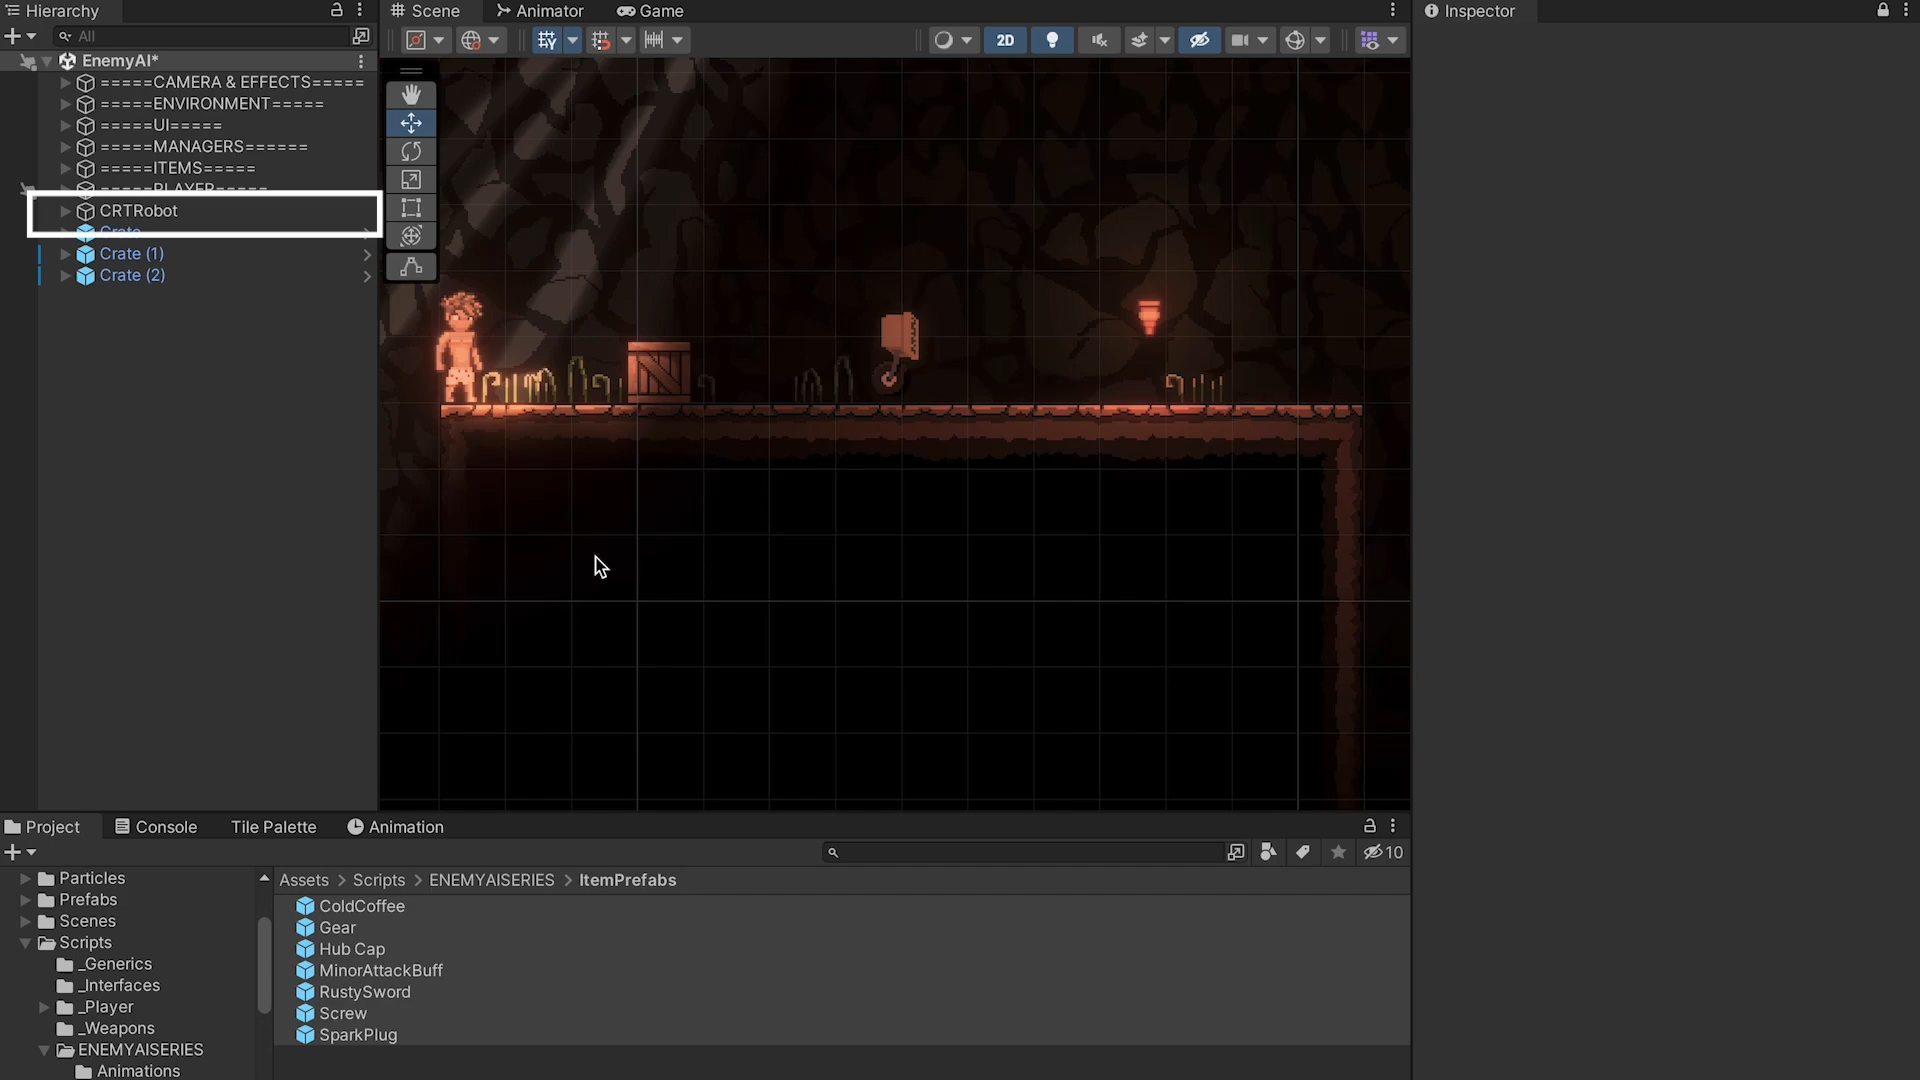 Hierarchy
Scene
Animator
Game
Inspector
All
2D
EnemyAI*
=====CAMERA & EFFECTS=====
=====ENVIRONMENT=====
=====UI=====
=====MANAGERS======
=====ITEMS=====
=====PLAYER=====
CRTRobot
Crate
Crate (1)
Crate (2)
Project
Console
Tile Palette
Animation
10
Particles
Prefabs
Scenes
Scripts
_Generics
_Interfaces
_Player
_Weapons
ENEMYAISERIES
Animations
Assets > Scripts > ENEMYAISERIES > ItemPrefabs
ColdCoffee
Gear
Hub Cap
MinorAttackBuff
RustySword
Screw
SparkPlug